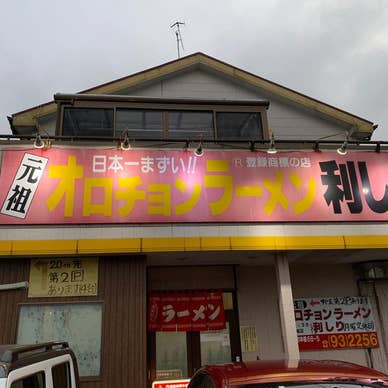 元祖
日本一まずい!!
Ⓡ登録商標の店
オロチョンラーメン
利し
20m先
第2P
あります
ラーメン
ロチョンラーメン
利しり
93 2256